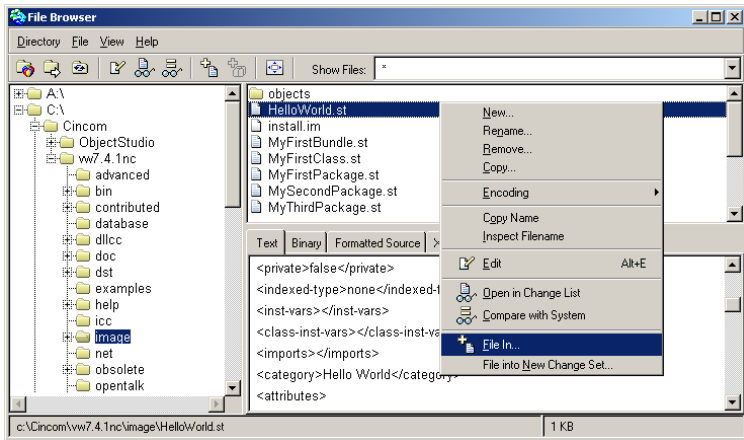 File Browser
Directory File View Help
Show Files: *
A:\
C:\
Cincom
ObjectStudio
vw7.4.1nc
advanced
bin
contributed
database
dllcc
doc
dst
examples
help
icc
image
net
obsolete
opentalk
objects
HelloWorld.st
install.im
MyFirstBundle.st
MyFirstClass.st
MyFirstPackage.st
MySecondPackage.st
MyThirdPackage.st
New...
Rename...
Remove...
Copy...
Encoding
Copy Name
Inspect Filename
Edit Alt+E
Open in Change List
Compare with System
File In...
File into New Change Set...
Text Binary Formatted Source
<private>false</private>
<indexed-type>none</indexed-t
<inst-vars></inst-vars>
<class-inst-vars></class-inst-va
<imports></imports>
<category>Hello World</category>
<attributes>
c:\Cincom\vw7.4.1nc\image\HelloWorld.st 1 KB